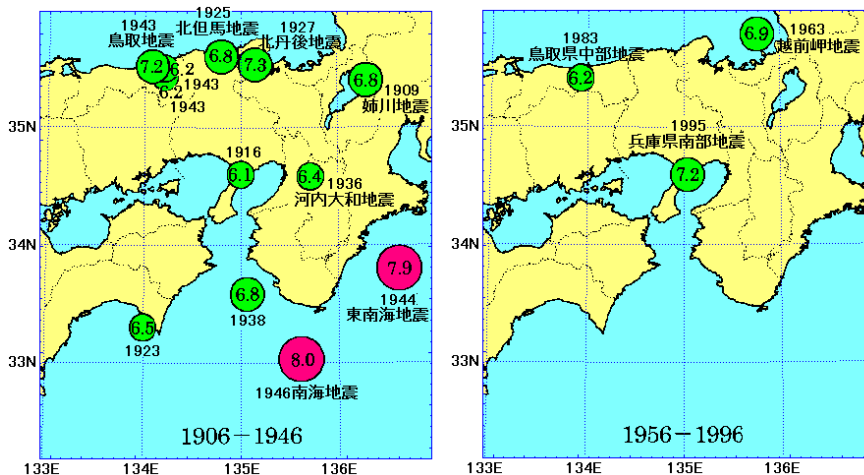 1943
鳥取地震
1925
北但馬地震
1927
北丹後地震
7.2
6.2
1943
6.2
1943
6.8
7.3
6.8
1909
姉川地震
35N
1916
6.1
6.4
1936
河内大和地震
34N
7.9
1944
東南海地震
6.8
1938
6.5
1923
33N
8.0
1946南海地震
1906－1946
133E
134E
135E
136E
1983
鳥取県中部地震
6.2
6.9
1963
越前岬地震
35N
1995
兵庫県南部地震
7.2
34N
33N
1956－1996
133E
134E
135E
136E